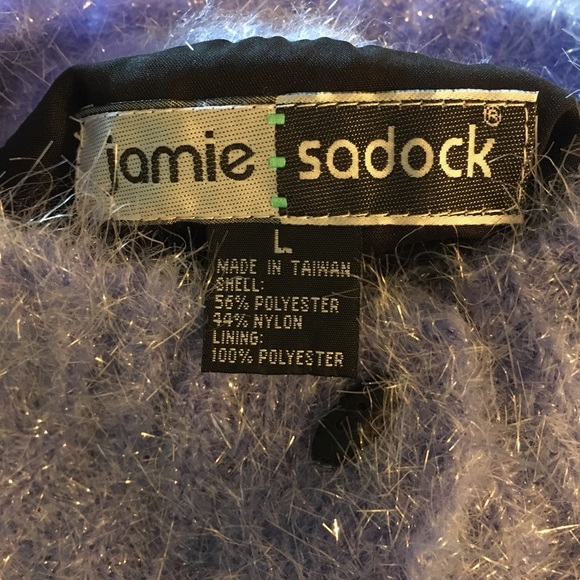 jamie sadock®
L
MADE IN TAIWAN
SHELL:
56% POLYESTER
44% NYLON
LINING:
100% POLYESTER